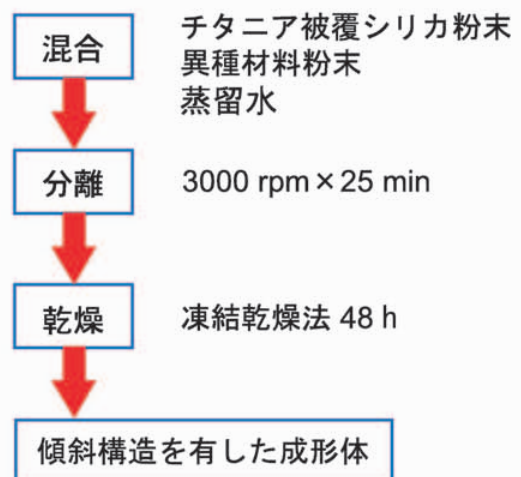 混合
チタニア被覆シリカ粉末
異種材料粉末
蒸留水
分離
3000 rpm×25 min
乾燥
凍結乾燥法 48 h
傾斜構造を有した成形体